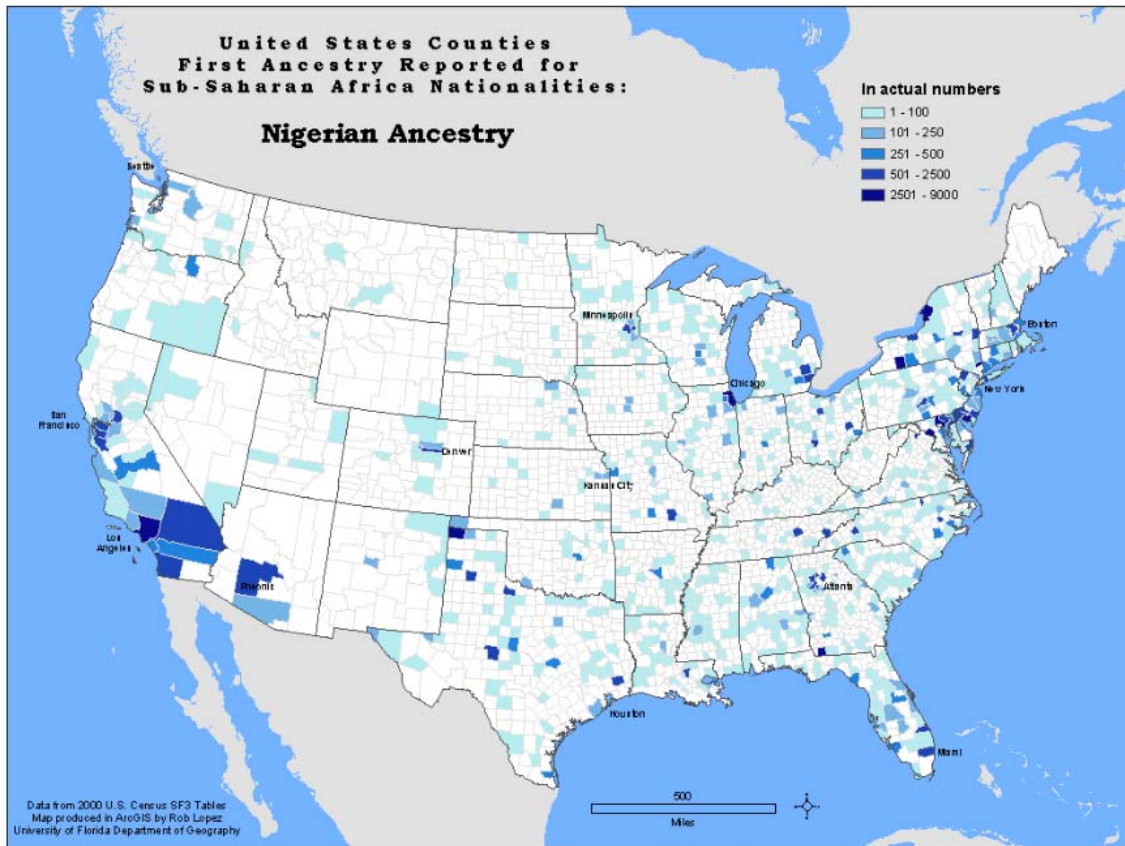 United States Counties
First Ancestry Reported for
Sub-Saharan Africa Nationalities:
Nigerian Ancestry
In actual numbers
1 - 100
101 - 250
251 - 500
501 - 2500
2501 - 9000
Seattle
Minneapolis
Boston
Chicago
New York
San
Francisco
Denver
Kansas City
Los
Angeles
Phoenix
Atlanta
Houston
Miami
500
Miles
Data from 2000 U.S. Census SF3 Tables
Map produced in ArcGIS by Rob Lopez
University of Florida Department of Geography